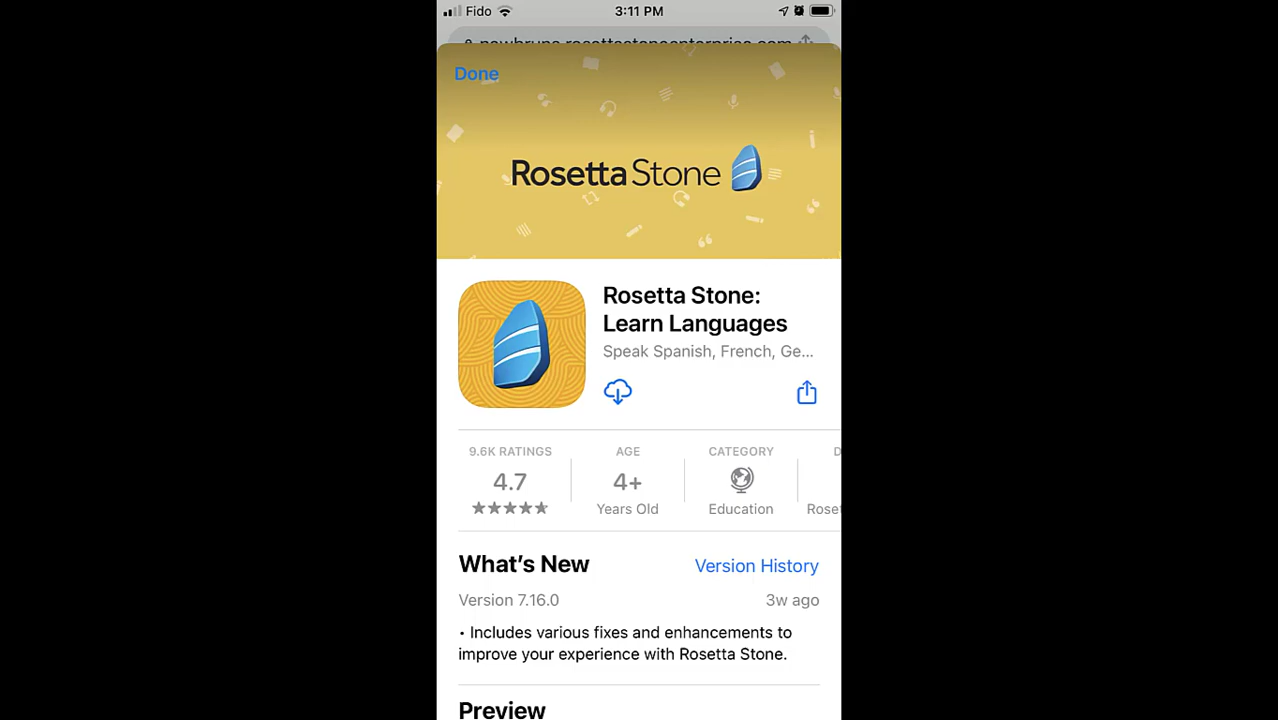 Fido 3:11 PM
Done
Rosetta Stone
Rosetta Stone:
Learn Languages
Speak Spanish, French, Ge...
9.6K RATINGS AGE CATEGORY D
4.7 4+
Years Old Education Roset
What's New Version History
Version 7.16.0 3w ago
• Includes various fixes and enhancements to
improve your experience with Rosetta Stone.
Preview